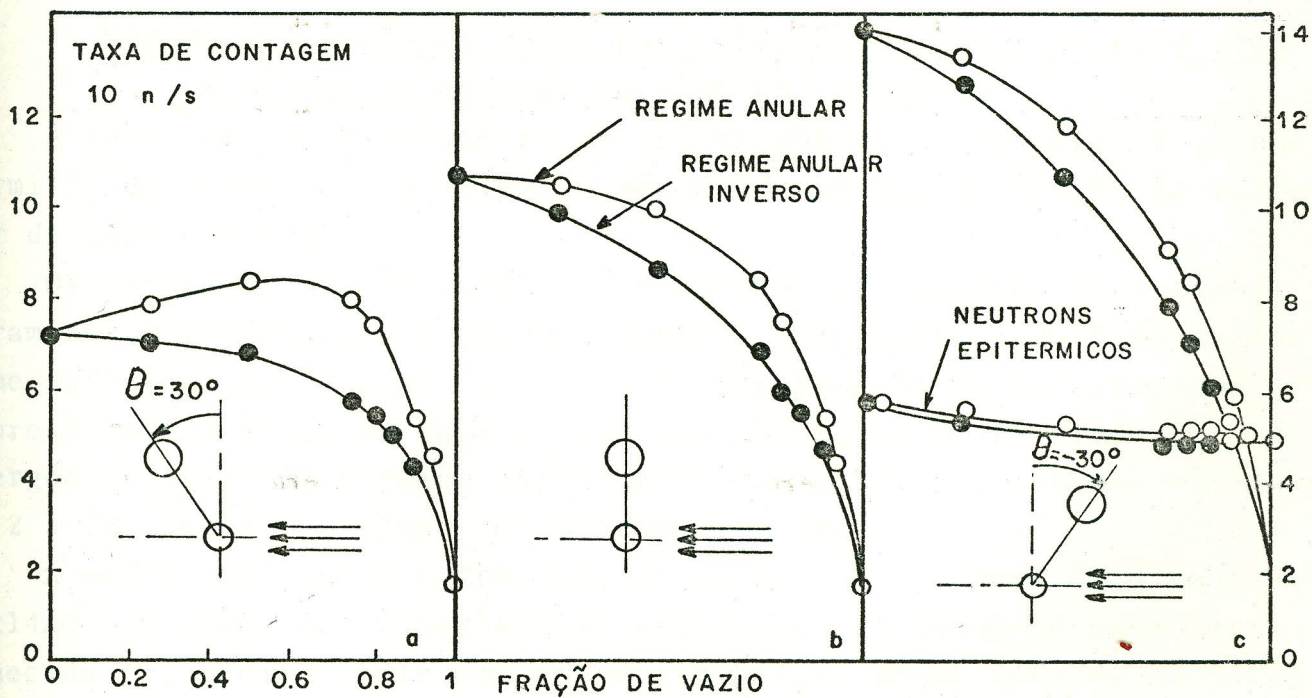 TAXA DE CONTAGEM
10 n/s
12
10
8
6
4
2
0
0 0.2 0.4 0.6 0.8 1
θ=30°
a
REGIME ANULAR
REGIME ANULAR
INVERSO
b
FRAÇÃO DE VAZIO
NEUTRONS
EPITERMICOS
θ=-30°
c
14
12
10
8
6
4
2
0